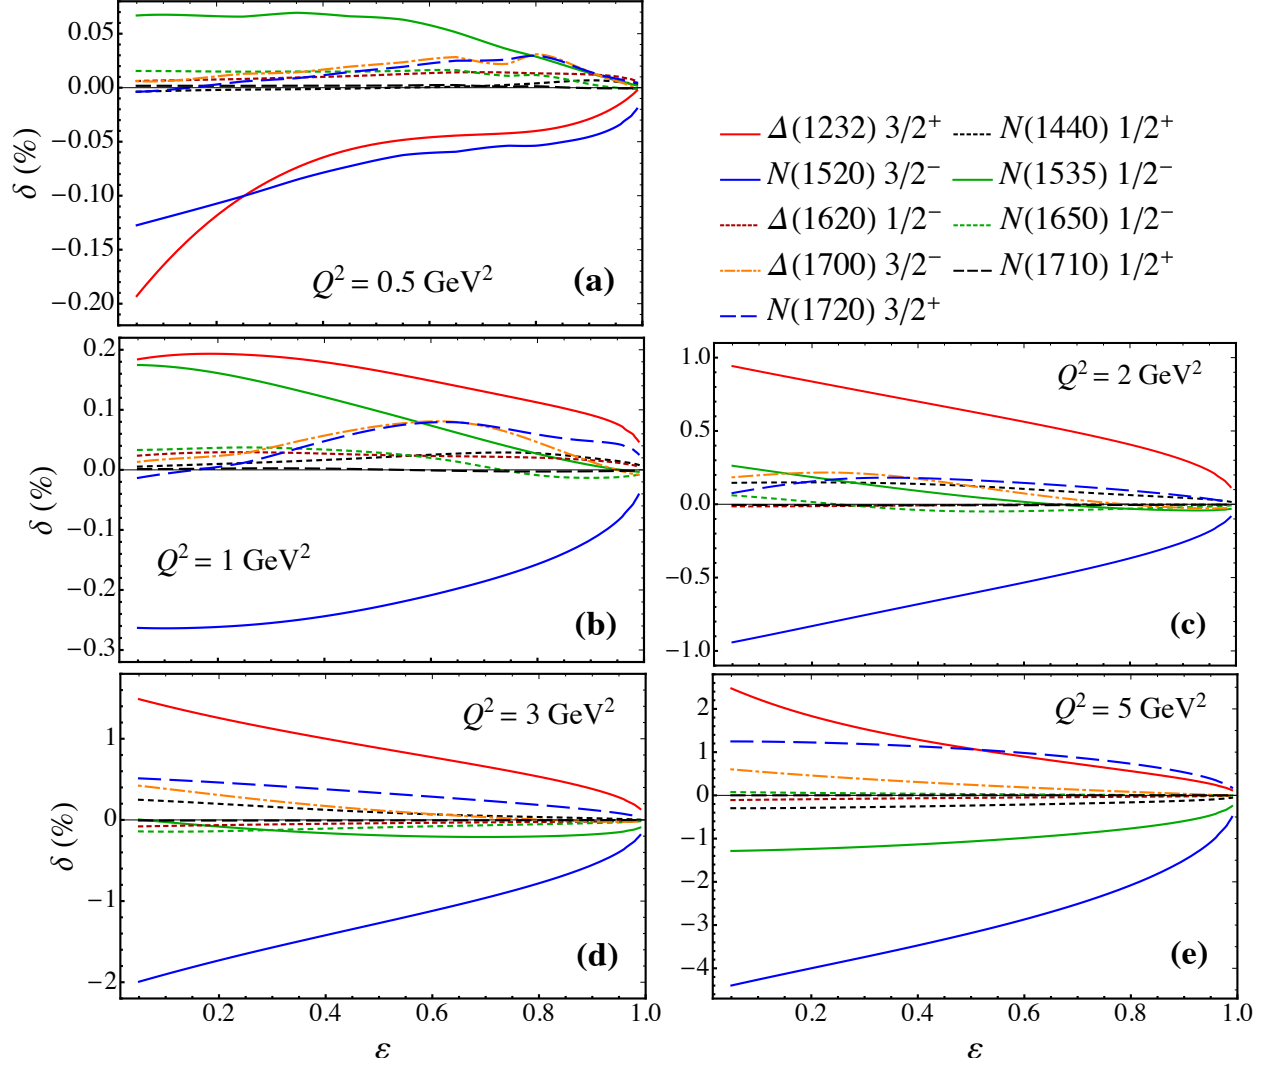 0.05
0.00
−0.05
−0.10
−0.15
−0.20
δ (%)
Q² = 0.5 GeV²
(a)
Δ(1232) 3/2⁺
N(1440) 1/2⁺
N(1520) 3/2⁻
N(1535) 1/2⁻
Δ(1620) 1/2⁻
N(1650) 1/2⁻
Δ(1700) 3/2⁻
N(1710) 1/2⁺
N(1720) 3/2⁺
0.2
0.1
0.0
−0.1
−0.2
−0.3
δ (%)
Q² = 1 GeV²
(b)
1.0
0.5
0.0
−0.5
−1.0
Q² = 2 GeV²
(c)
1
0
−1
−2
δ (%)
Q² = 3 GeV²
(d)
0.2 0.4 0.6 0.8 1.0
ε
2
1
0
−1
−2
−3
−4
Q² = 5 GeV²
(e)
0.2 0.4 0.6 0.8 1.0
ε